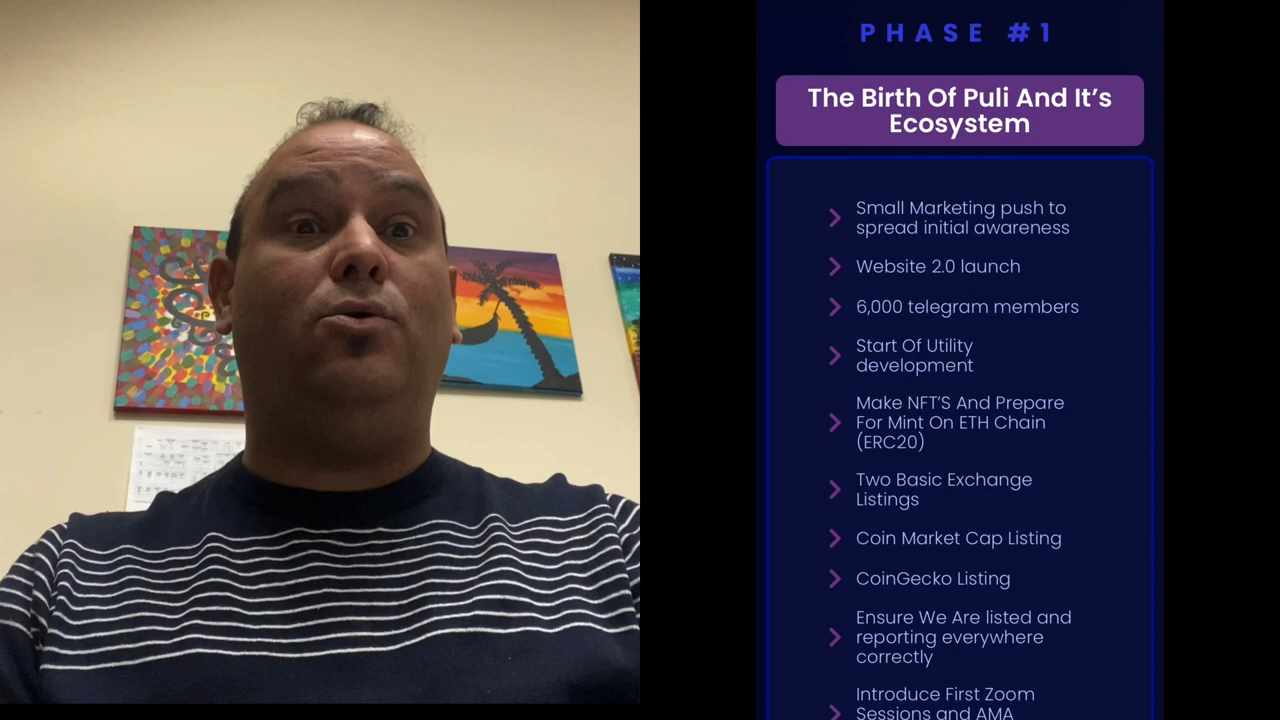 PHASE #1
The Birth Of Puli And It's
Ecosystem
Small Marketing push to
spread initial awareness
Website 2.0 launch
6,000 telegram members
Start Of Utility
development
Make NFT'S And Prepare
For Mint On ETH Chain
(ERC20)
Two Basic Exchange
Listings
Coin Market Cap Listing
CoinGecko Listing
Ensure We Are listed and
reporting everywhere
correctly
Introduce First Zoom
Sessions and AMA